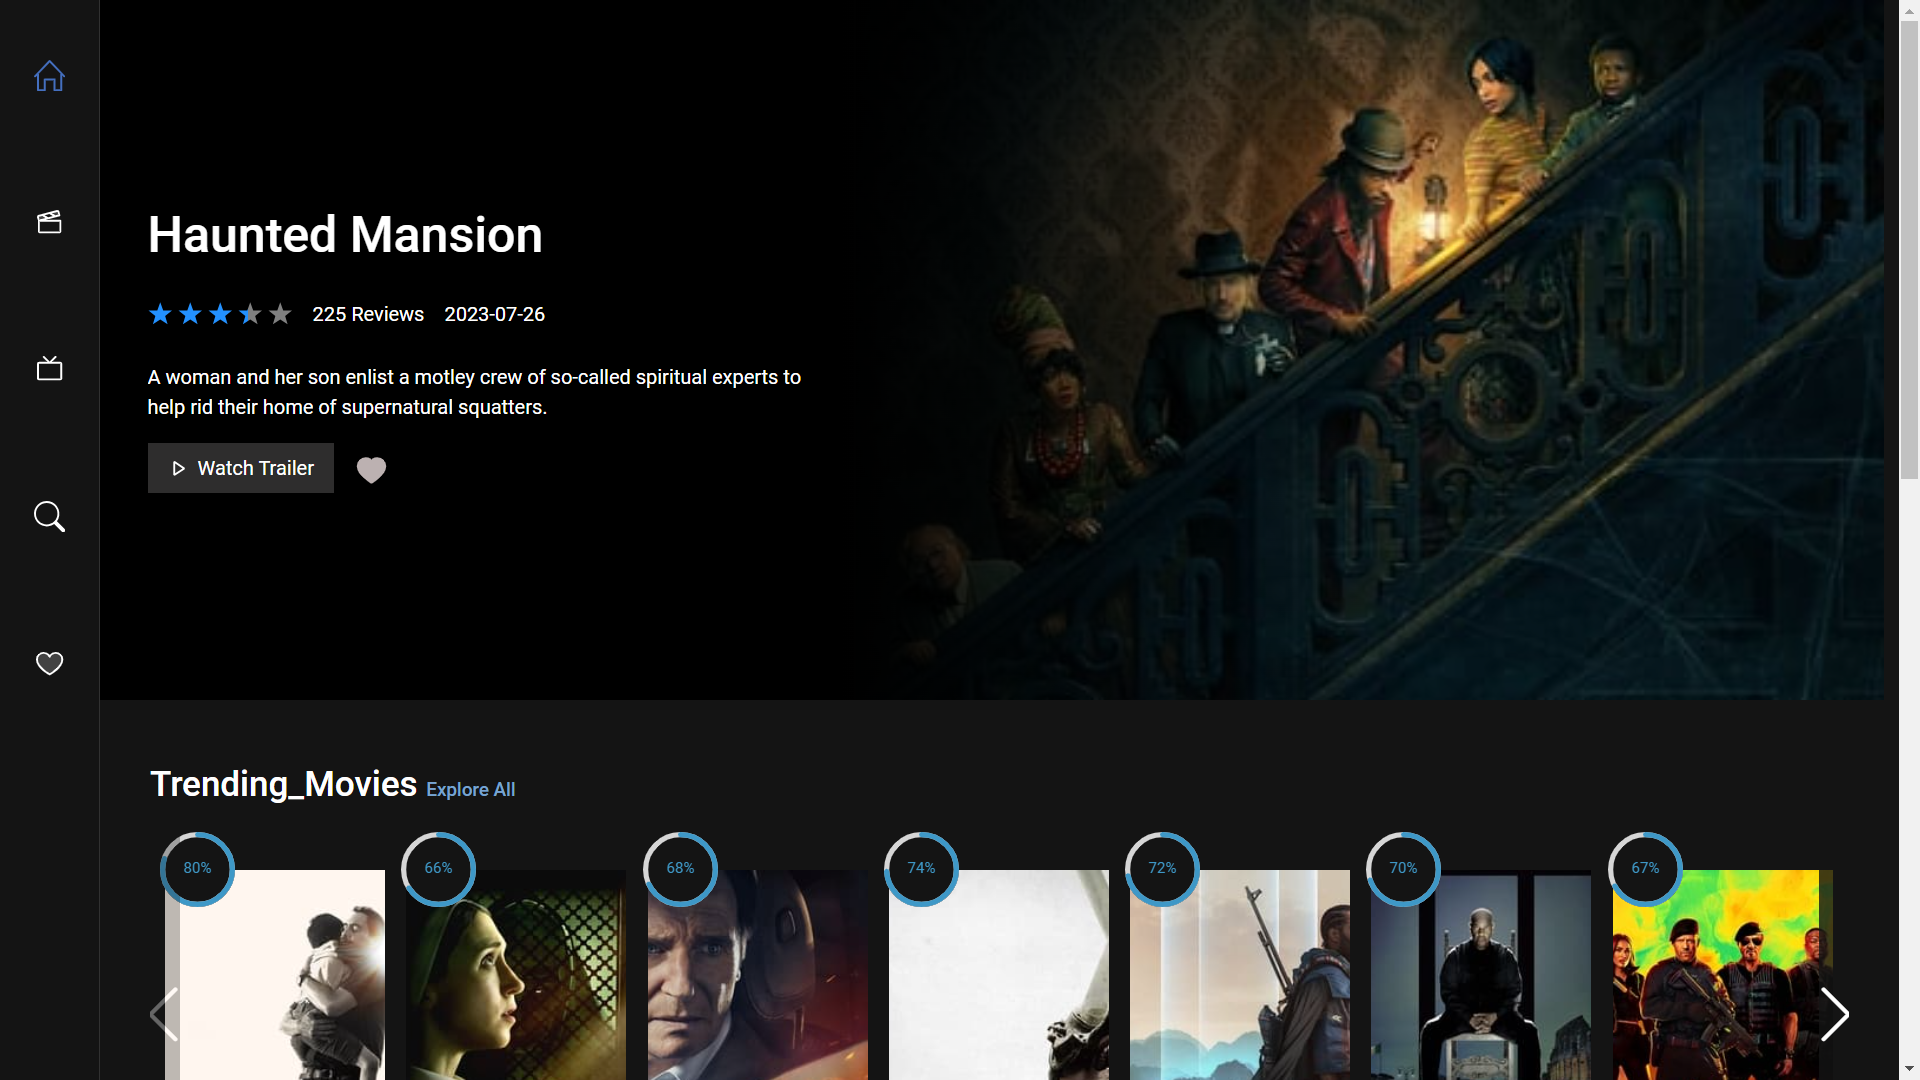 Haunted Mansion
225 Reviews 2023-07-26
A woman and her son enlist a motley crew of so-called spiritual experts to
help rid their home of supernatural squatters.
Watch Trailer
Trending_Movies Explore All
80% 66% 68% 74% 72% 70% 67%